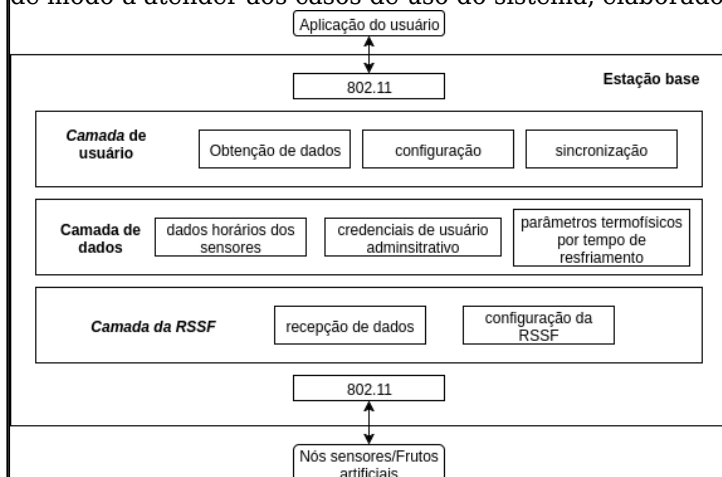 de modo a atender aos casos de uso do sistema, elaborado
Aplicação do usuário
802.11
Estação base
Camada de
usuário
Obtenção de dados
configuração
sincronização
Camada de
dados
dados horários dos
sensores
credenciais de usuário
adminsitrativo
parâmetros termofísicos
por tempo de
resfriamento
Camada da RSSF
recepção de dados
configuração da
RSSF
802.11
Nós sensores/Frutos
artificiais